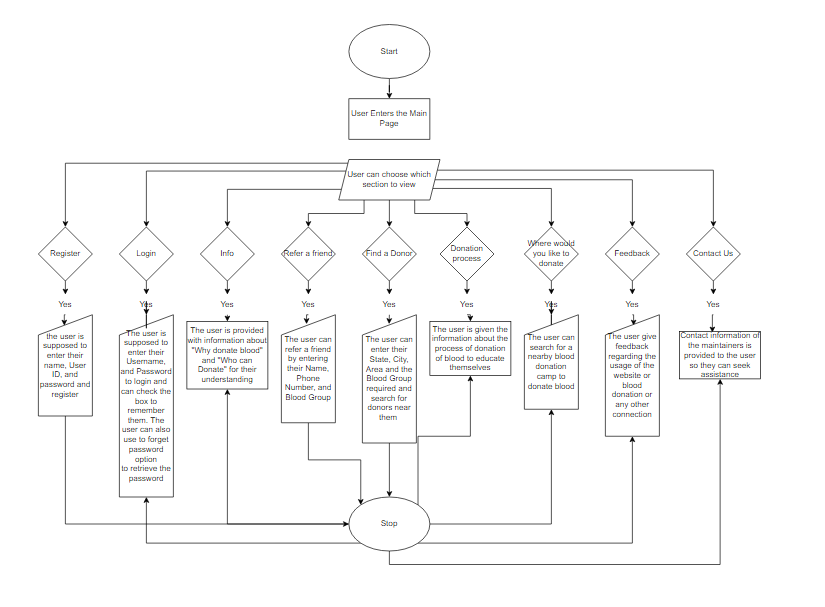 Start
User Enters the Main
Page
User can choose which
section to view
Register
Login
Info
Refer a friend
Find a Donor
Donation
process
Where would
you like to
donate
Feedback
Contact Us
Yes
Yes
Yes
Yes
Yes
Yes
Yes
Yes
Yes
the user is
supposed to
enter their
name, User
ID, and
password and
register
The user is
supposed to
enter their
Username,
and Password
to login and
can check the
box to
remember
them. The
user can also
use to forget
password
option
to retrieve the
password
The user is provided
with information about
"Why donate blood"
and "Who can
Donate" for their
understanding
The user can
refer a friend
by entering
their Name,
Phone
Number, and
Blood Group
The user can
enter their
State, City,
Area and the
Blood Group
required and
search for
donors near
them
The user is given the
information about the
process of donation
of blood to educate
themselves
The user can
search for a
nearby blood
donation
camp to
donate blood
The user give
feedback
regarding the
usage of the
website or
blood
donation or
any other
connection
Contact information of
the maintainers is
provided to the user
so they can seek
assistance
Stop